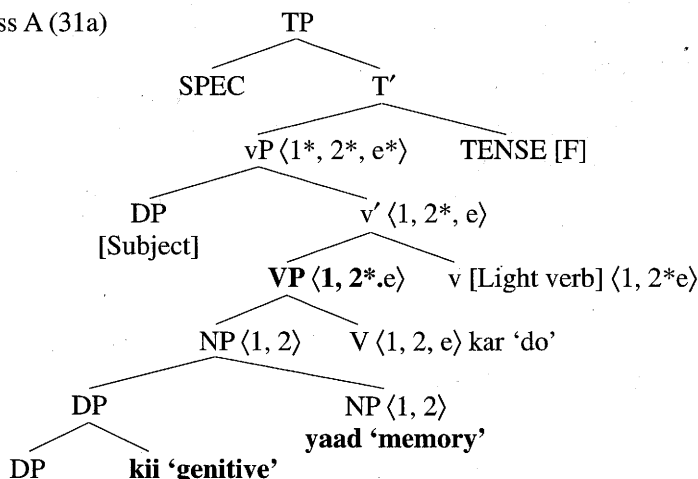 ss A (31a) TP
SPEC T′
vP ⟨1*, 2*, e*⟩ TENSE [F]
DP v′ ⟨1, 2*, e⟩
[Subject]
VP ⟨1, 2*.e⟩ v [Light verb] ⟨1, 2*e⟩
NP ⟨1, 2⟩ V ⟨1, 2, e⟩ kar ‘do’
DP NP ⟨1, 2⟩
yaad ‘memory’
DP kii ‘genitive’